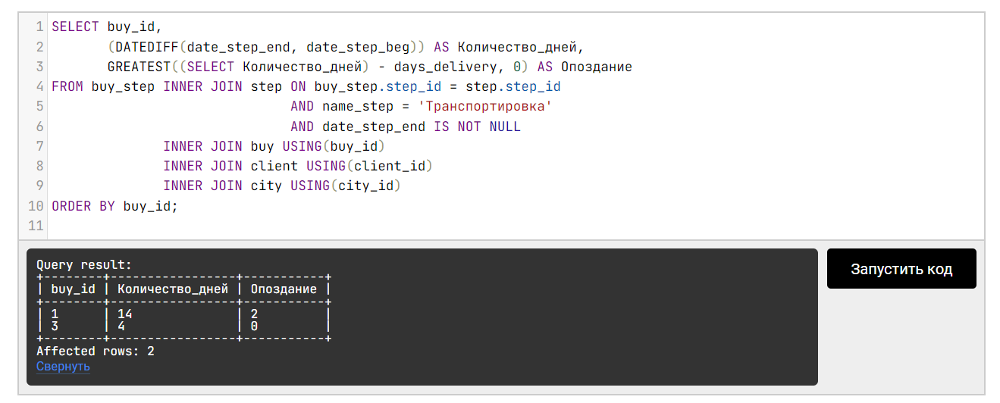 1 SELECT buy_id,
2 (DATEDIFF(date_step_end, date_step_beg)) AS Количество_дней,
3 GREATEST((SELECT Количество_дней) - days_delivery, 0) AS Опоздание
4 FROM buy_step INNER JOIN step ON buy_step.step_id = step.step_id
5 AND name_step = 'Транспортировка'
6 AND date_step_end IS NOT NULL
7 INNER JOIN buy USING(buy_id)
8 INNER JOIN client USING(client_id)
9 INNER JOIN city USING(city_id)
10 ORDER BY buy_id;
11
Query result:
+--------+-----------------+-----------+
| buy_id | Количество_дней | Опоздание |
+--------+-----------------+-----------+
| 1 | 14 | 2 |
| 3 | 4 | 0 |
+--------+-----------------+-----------+
Affected rows: 2
Свернуть
Запустить код